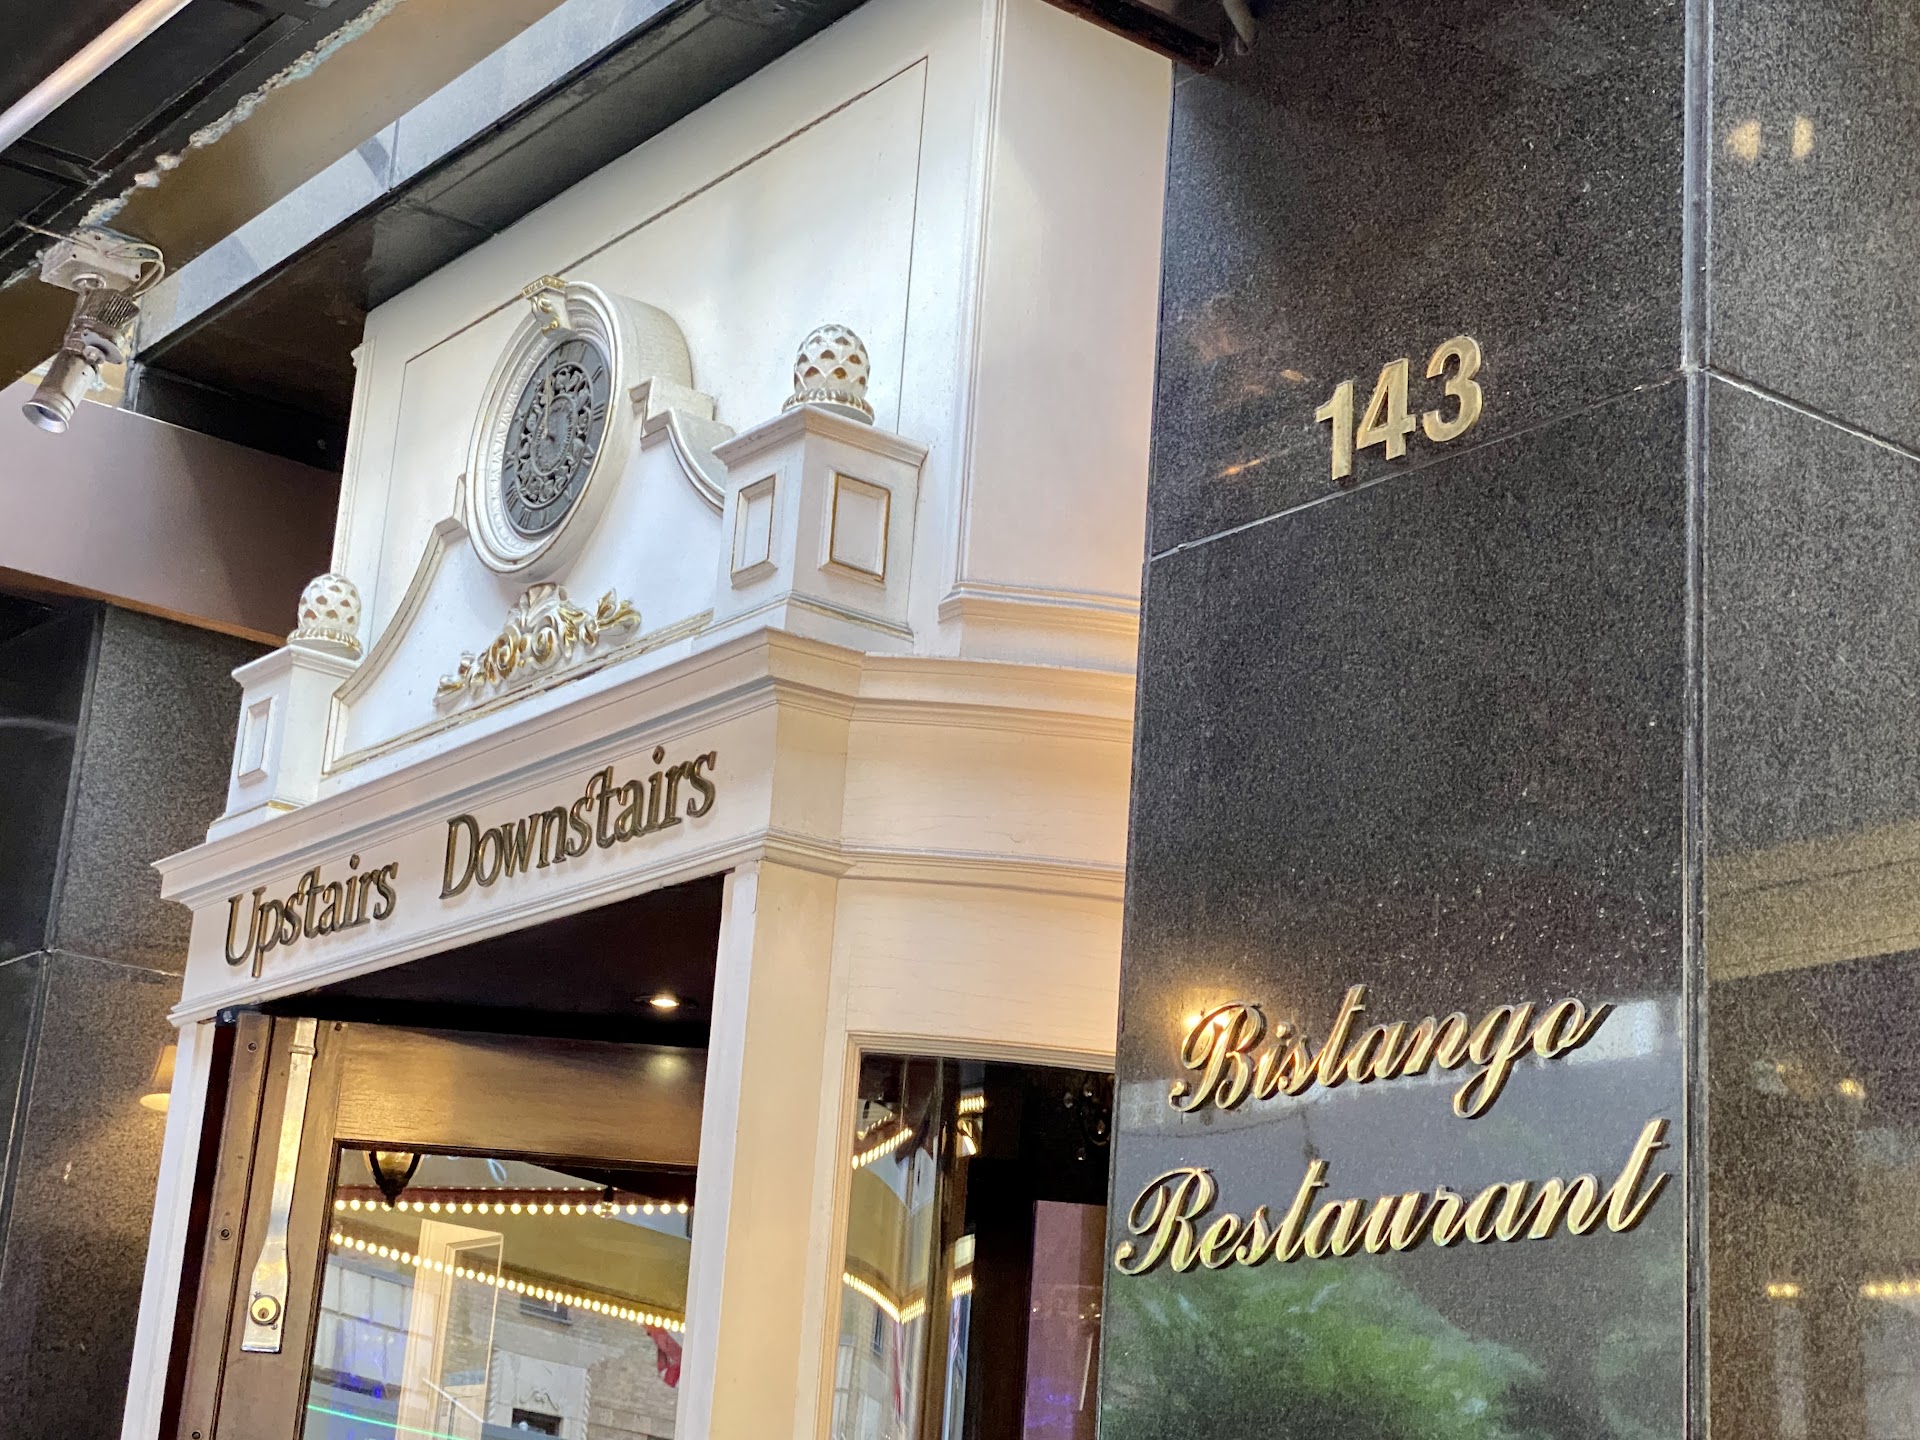 143
Upstairs Downstairs
Bistango
Restaurant